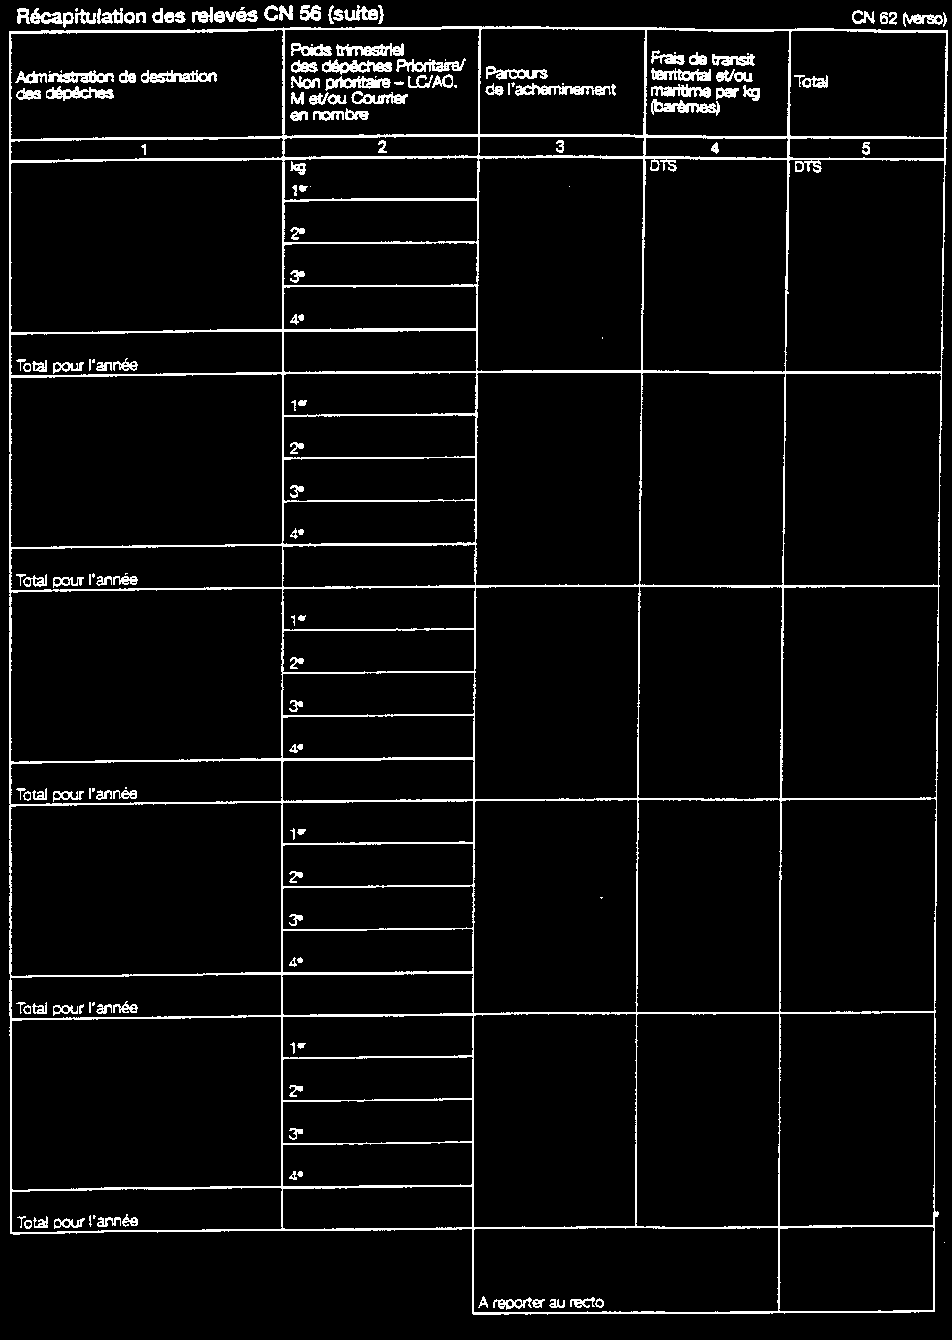 Récapitulation des relevés CN 56 (suite)
CN 62 (verso)
Administration de destination
des dépêches
Poids trimestriel
des dépêches Prioritaire/
Non prioritaire – LC/AO,
M et/ou Courrier
en nombre
Parcours
de l'acheminement
Frais de transit
territorial et/ou
maritime per kg
(barèmes)
Total
1 2 3 4 5
kg DTS DTS
1er
2e
3e
4e
Total pour l'année
1er
2e
3e
4e
Total pour l'année
1er
2e
3e
4e
Total pour l'année
1er
2e
3e
4e
Total pour l'année
1er
2e
3e
4e
Total pour l'année
A reporter au recto